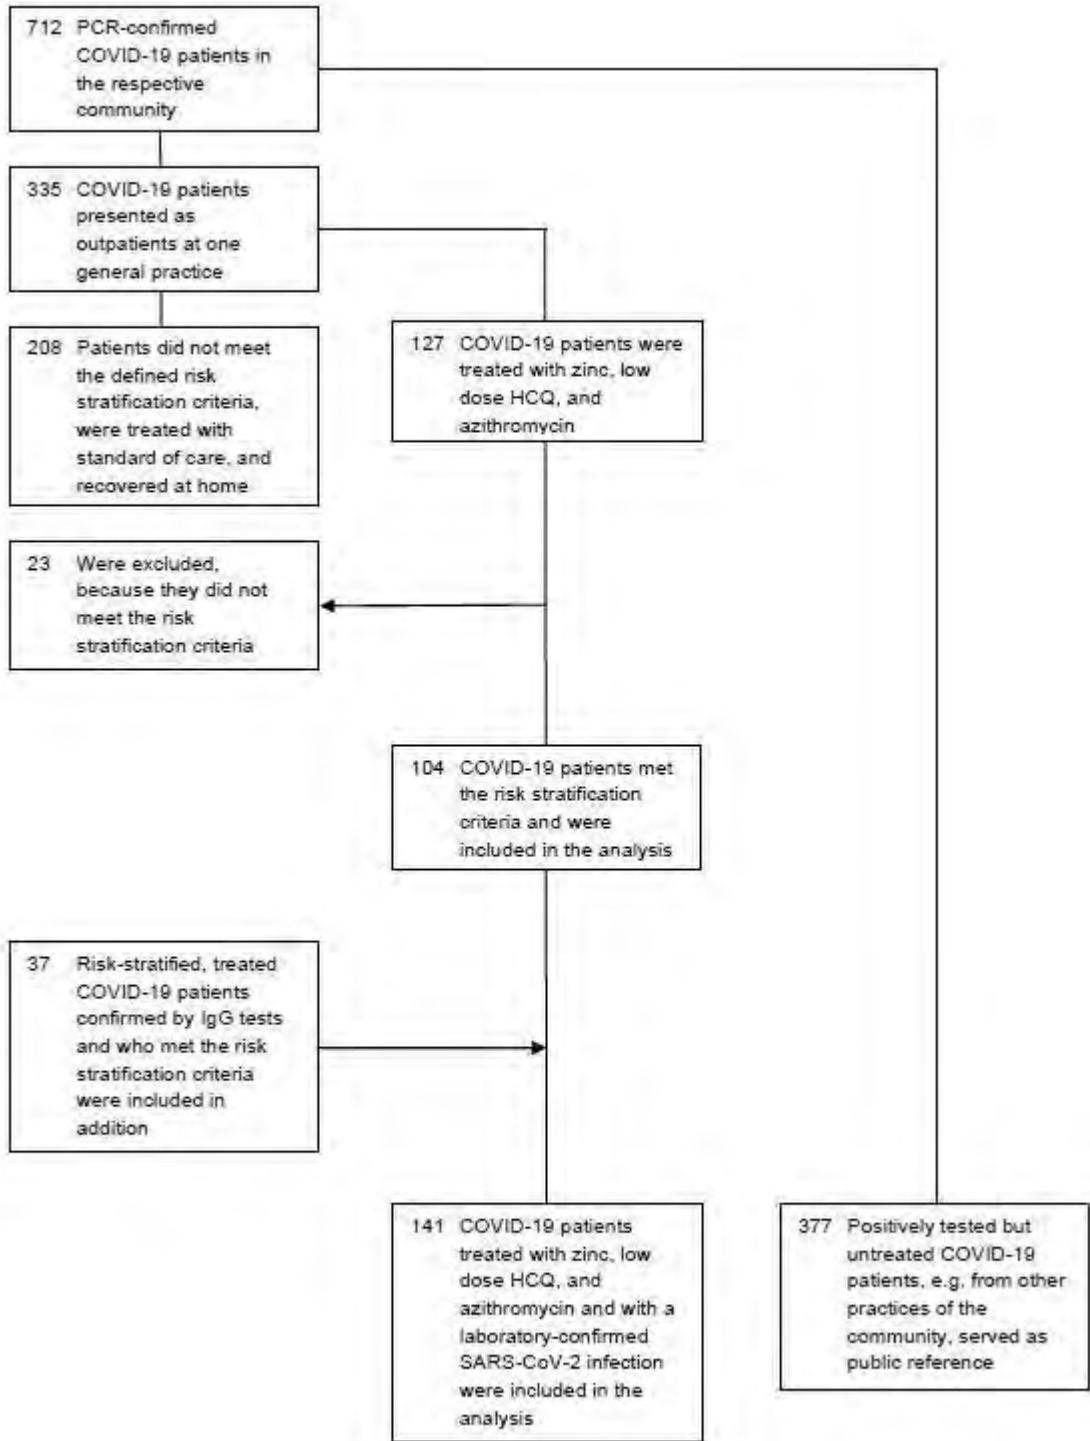 712 PCR-confirmed
COVID-19 patients in
the respective
community
335 COVID-19 patients
presented as
outpatients at one
general practice
208 Patients did not meet
the defined risk
stratification criteria,
were treated with
standard of care, and
recovered at home
127 COVID-19 patients were
treated with zinc, low
dose HCQ, and
azithromycin
23 Were excluded,
because they did not
meet the risk
stratification criteria
104 COVID-19 patients met
the risk stratification
criteria and were
included in the analysis
37 Risk-stratified, treated
COVID-19 patients
confirmed by IgG tests
and who met the risk
stratification criteria
were included in
addition
141 COVID-19 patients
treated with zinc, low
dose HCQ, and
azithromycin and with a
laboratory-confirmed
SARS-CoV-2 infection
were included in the
analysis
377 Positively tested but
untreated COVID-19
patients, e.g. from other
practices of the
community, served as
public reference